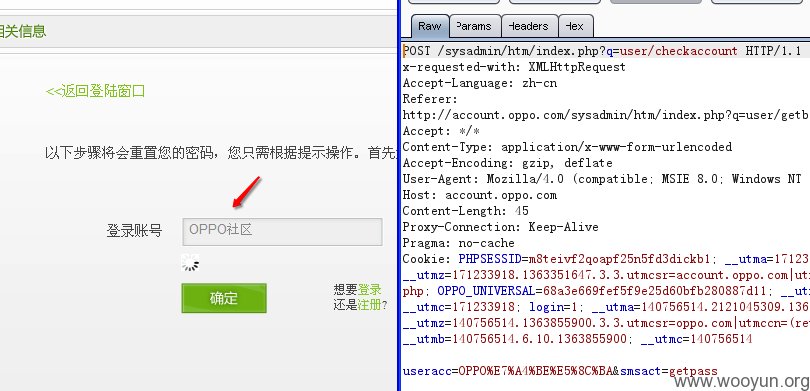 相关信息
<<返回登陆窗口
以下步骤将会重置您的密码，您只需根据提示操作。首先
登录账号
OPPO社区
确定
想要登录
还是注册?
Raw
Params
Headers
Hex
POST /sysadmin/htm/index.php?q=user/checkaccount HTTP/1.1
x-requested-with: XMLHttpRequest
Accept-Language: zh-cn
Referer:
http://account.oppo.com/sysadmin/htm/index.php?q=user/getb
Accept: */*
Content-Type: application/x-www-form-urlencoded
Accept-Encoding: gzip, deflate
User-Agent: Mozilla/4.0 (compatible; MSIE 8.0; Windows NT
Host: account.oppo.com
Content-Length: 45
Proxy-Connection: Keep-Alive
Pragma: no-cache
Cookie: PHPSESSID=m8teivf2qoapf25n5fd3dickb1; __utma=17123
__utmz=171233918.1363351647.3.3.utmcsr=account.oppo.com|ut
php; OPPO_UNIVERSAL=68a3e669fef5f9e25d60bfb280887d11; __ut
__utmc=171233918; login=1; __utma=140756514.2121045309.136
__utmz=140756514.1363855900.3.3.utmcsr=oppo.com|utmccn=(re
__utmb=140756514.6.10.1363855900; __utmc=140756514
useracc=OPPO%E7%A4%BE%E5%8C%BA&smsact=getpass
www.wooyun.org